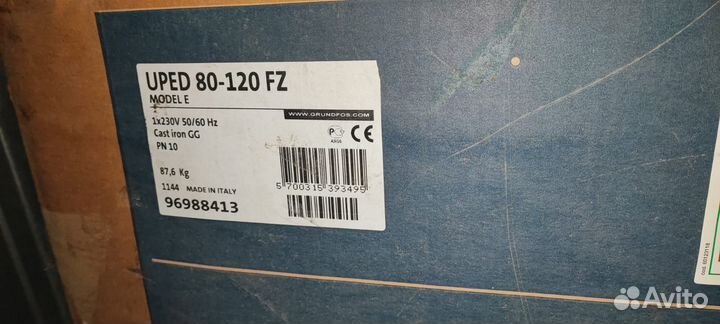 UPED 80-120 FZ
MODEL E
WWW.GRUNDFOS.COM
1x230V 50/60 Hz
Cast iron GG
PN 10
AЯ56
CE
87,6 Kg
5 700315 393495
1144 MADE IN ITALY
96988413
Avito